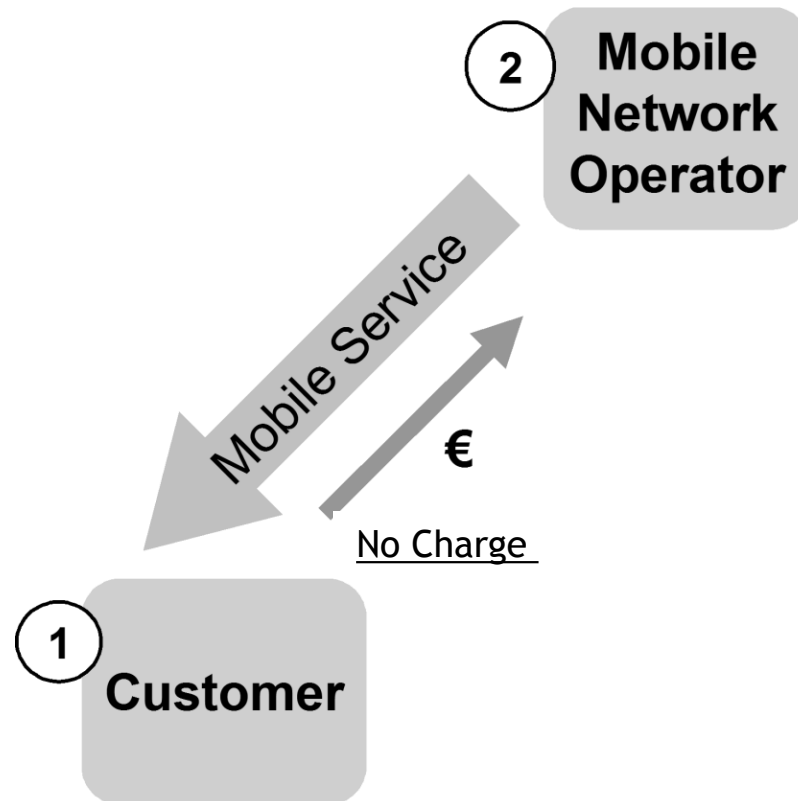 2
Mobile
Network
Operator
Mobile Service
€
No Charge
1
Customer